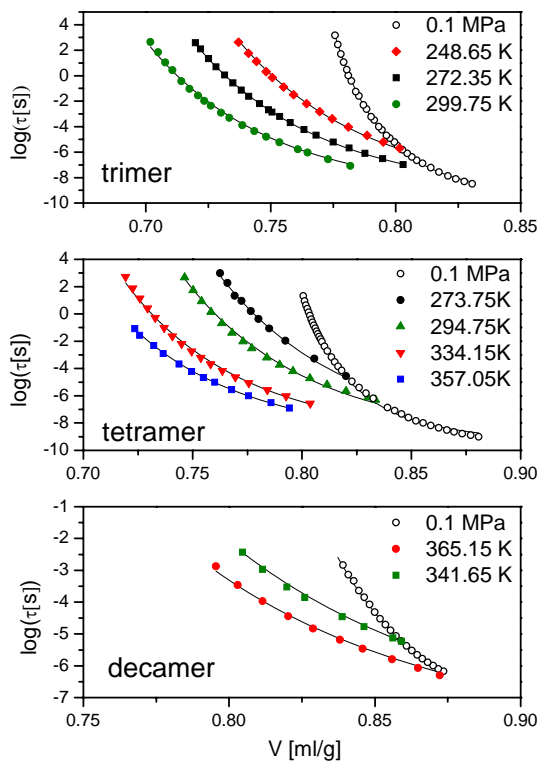 4
2
0
-2
-4
-6
-8
-10
log(τ[s])
0.1 MPa
248.65 K
272.35 K
299.75 K
trimer
0.70 0.75 0.80 0.85
4
2
0
-2
-4
-6
-8
-10
log(τ[s])
0.1 MPa
273.75K
294.75 K
334.15 K
357.05 K
tetramer
0.70 0.75 0.80 0.85 0.90
-1
-2
-3
-4
-5
-6
-7
log(τ[s])
0.1 MPa
365.15 K
341.65 K
decamer
0.75 0.80 0.85 0.90
V [ml/g]